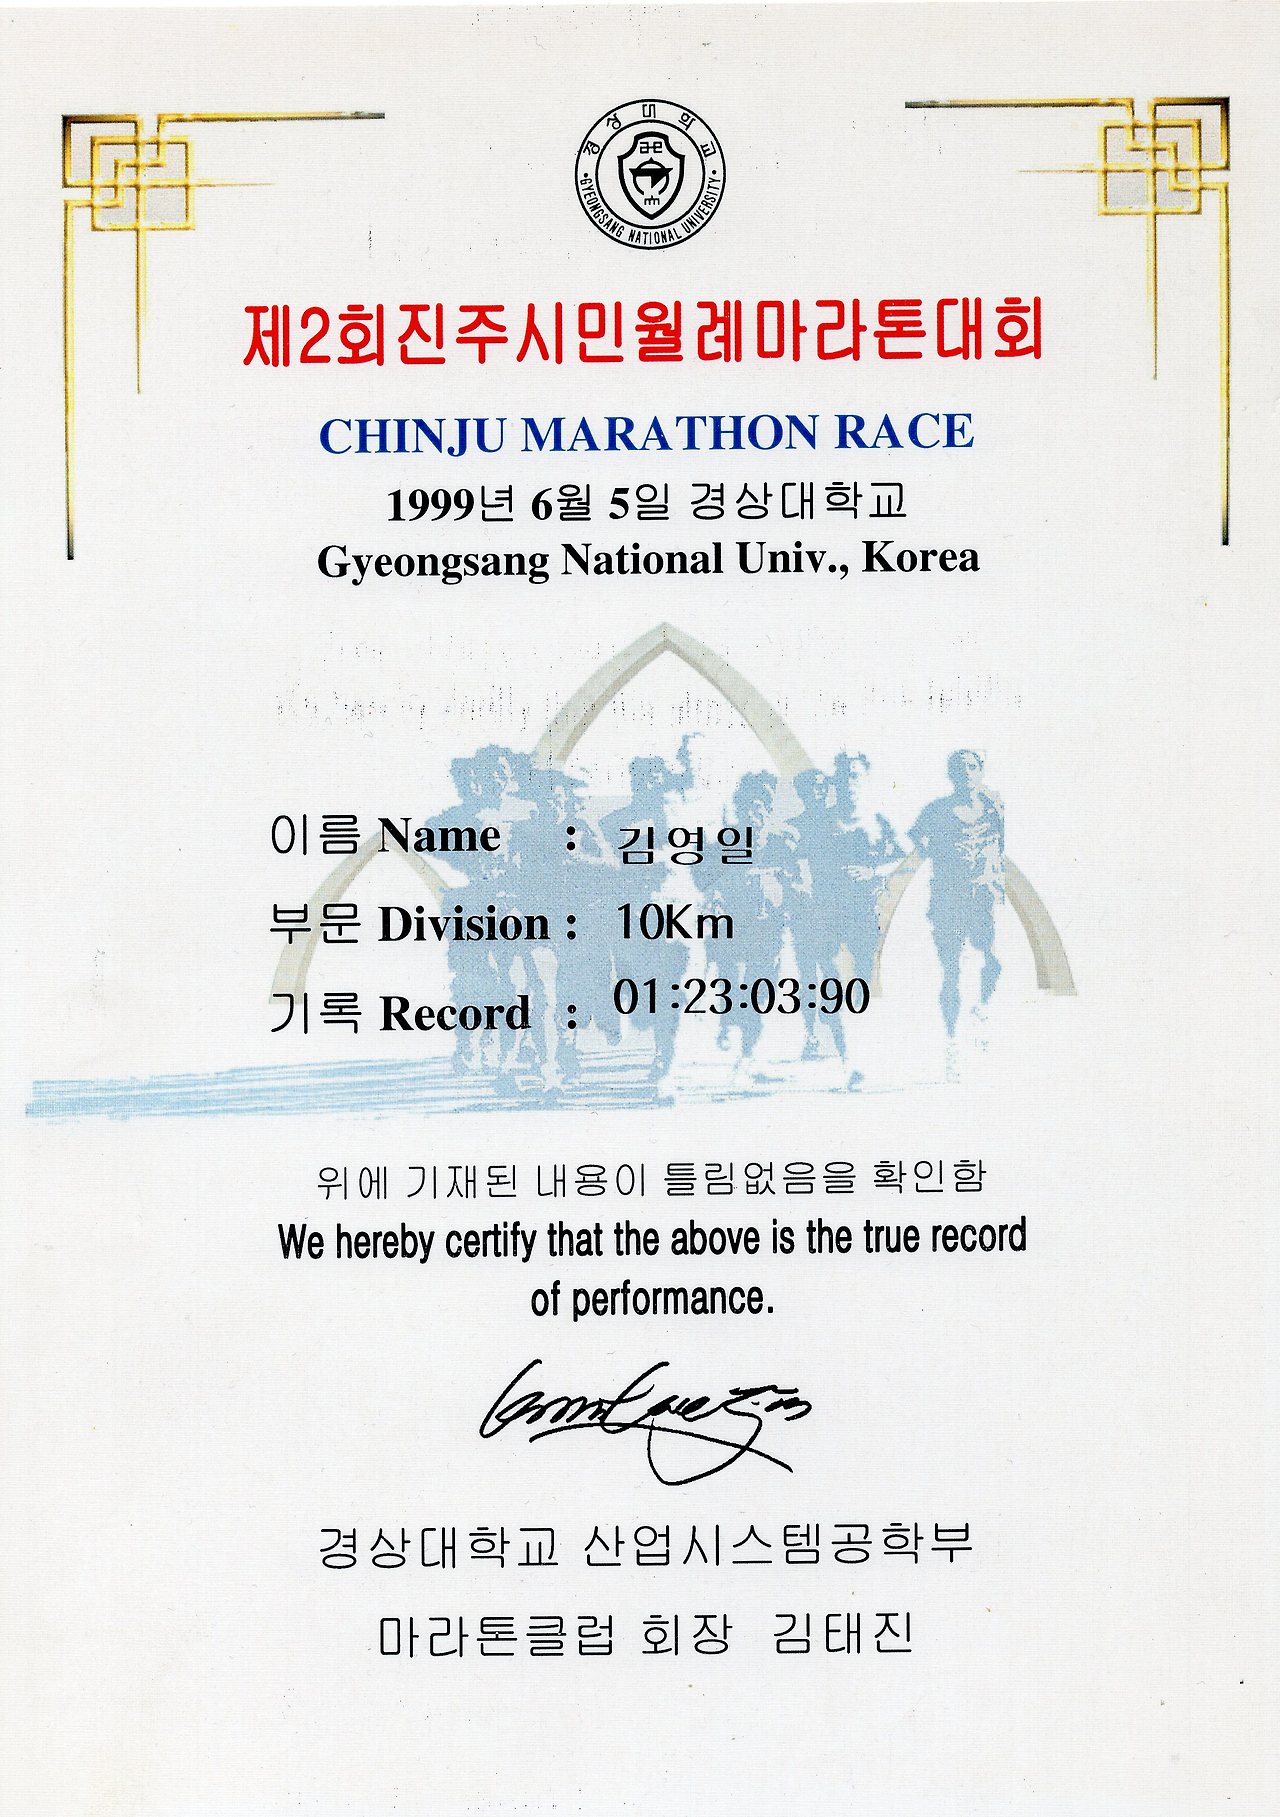 경상대학교
GYEONGSANG NATIONAL UNIVERSITY
제2회진주시민월례마라톤대회
CHINJU MARATHON RACE
1999년 6월 5일 경상대학교
Gyeongsang National Univ., Korea
이름 Name : 김영일
부문 Division : 10Km
기록 Record : 01:23:03:90
위에 기재된 내용이 틀림없음을 확인함
We hereby certify that the above is the true record
of performance.
경상대학교 산업시스템공학부
마라톤클럽 회장 김태진